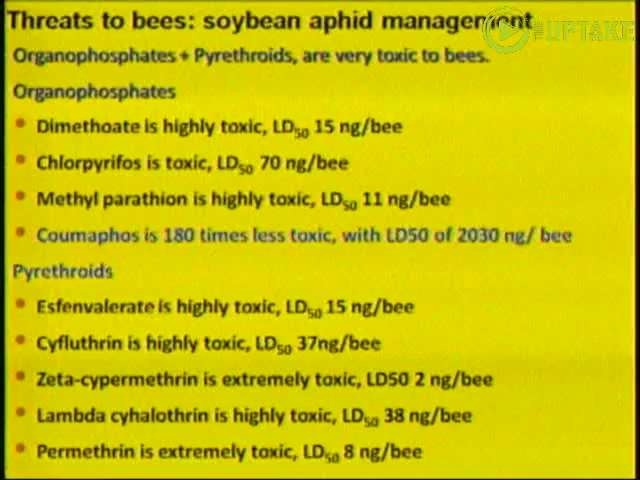 Threats to bees: soybean aphid management
THE UPTAKE
Organophosphates + Pyrethroids, are very toxic to bees.
Organophosphates
• Dimethoate is highly toxic, LD50 15 ng/bee
• Chlorpyrifos is toxic, LD50 70 ng/bee
• Methyl parathion is highly toxic, LD50 11 ng/bee
• Coumaphos is 180 times less toxic, with LD50 of 2030 ng/ bee
Pyrethroids
• Esfenvalerate is highly toxic, LD50 15 ng/bee
• Cyfluthrin is highly toxic, LD50 37ng/bee
• Zeta-cypermethrin is extremely toxic, LD50 2 ng/bee
• Lambda cyhalothrin is highly toxic, LD50 38 ng/bee
• Permethrin is extremely toxic, LD50 8 ng/bee